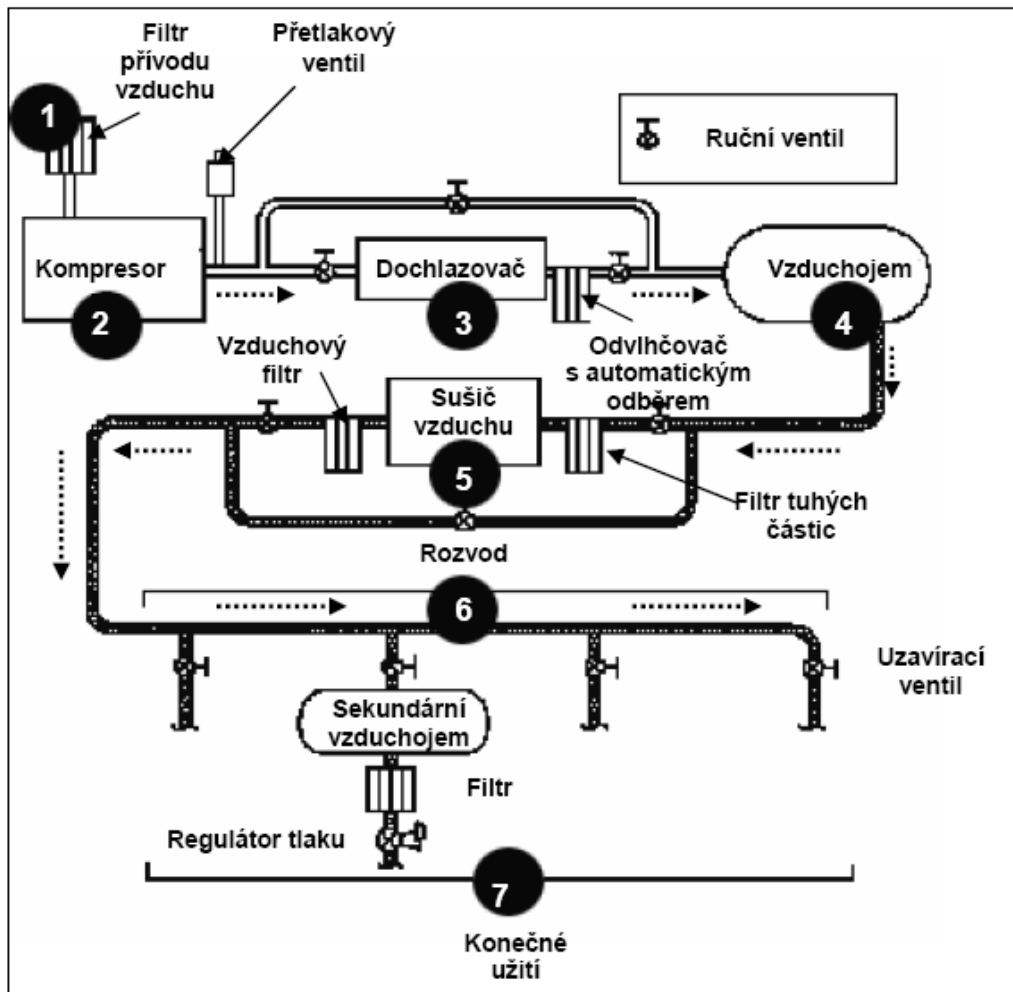 Filtr
přívodu
vzduchu
Přetlakový
ventil
1
Ruční ventil
Kompresor
Dochlazovač
Vzduchojem
2
3
4
Vzduchový
filtr
Odvlhčovač
s automatickým
odběrem
Sušič
vzduchu
5
Filtr tuhých
částic
Rozvod
6
Uzavírací
ventil
Sekundární
vzduchojem
Filtr
Regulátor tlaku
7
Konečné
užití